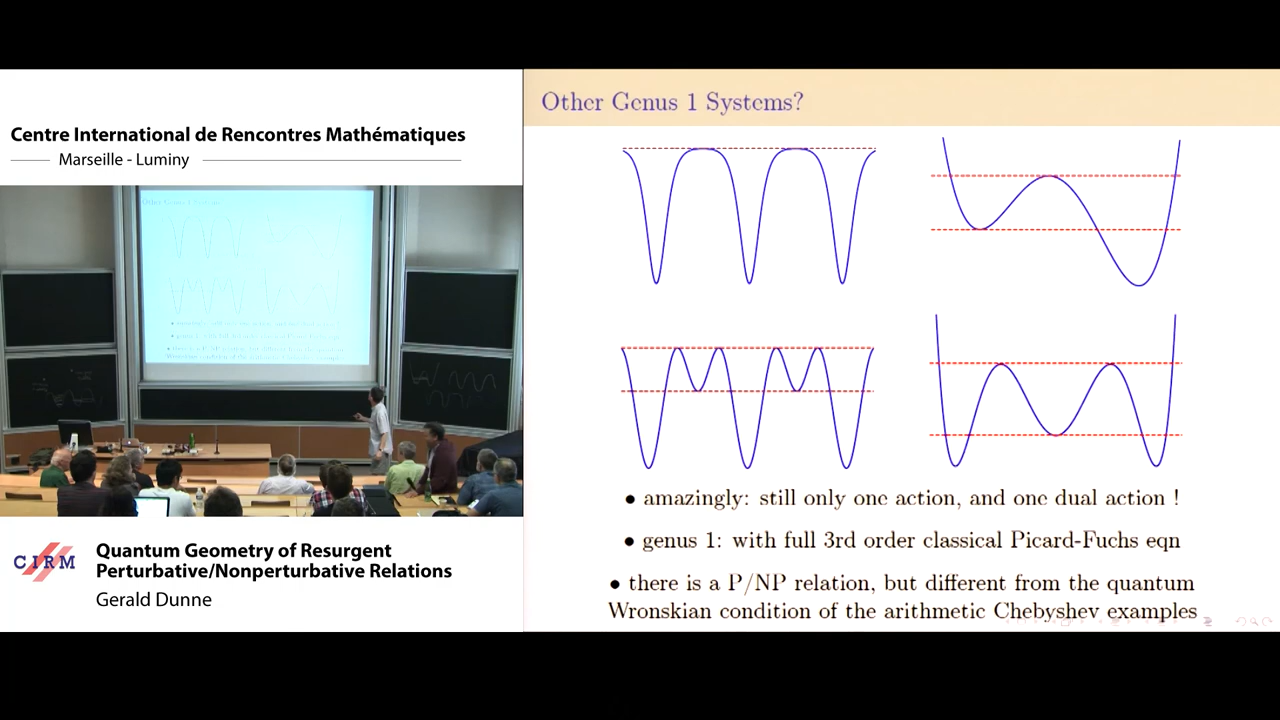 Centre International de Rencontres Mathématiques
Marseille - Luminy
CIRM
Quantum Geometry of Resurgent
Perturbative/Nonperturbative Relations
Gerald Dunne
Other Genus 1 Systems?
• amazingly: still only one action, and one dual action !
• genus 1: with full 3rd order classical Picard-Fuchs eqn
• there is a P/NP relation, but different from the quantum
Wronskian condition of the arithmetic Chebyshev examples